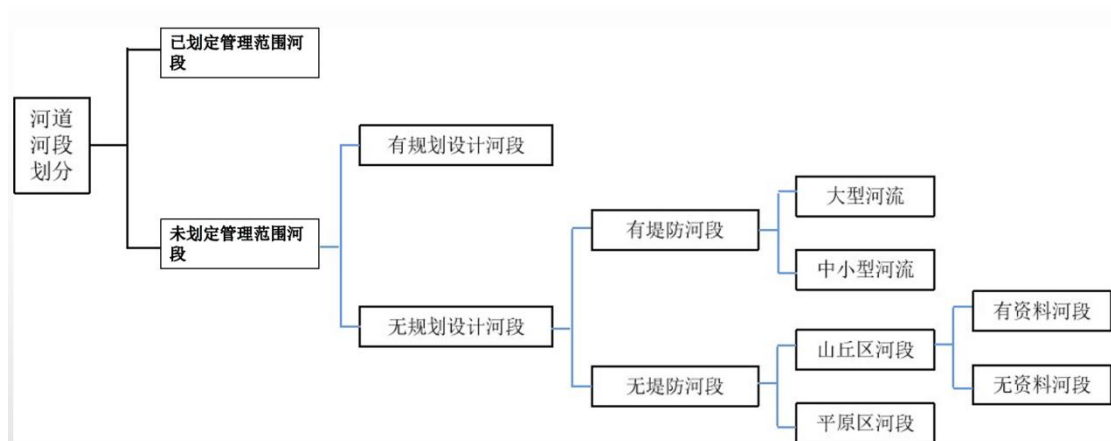 已划定管理范围河
段
河道
河段
划分
有规划设计河段
未划定管理范围河
段
无规划设计河段
有堤防河段
无堤防河段
大型河流
中小型河流
山丘区河段
平原区河段
有资料河段
无资料河段